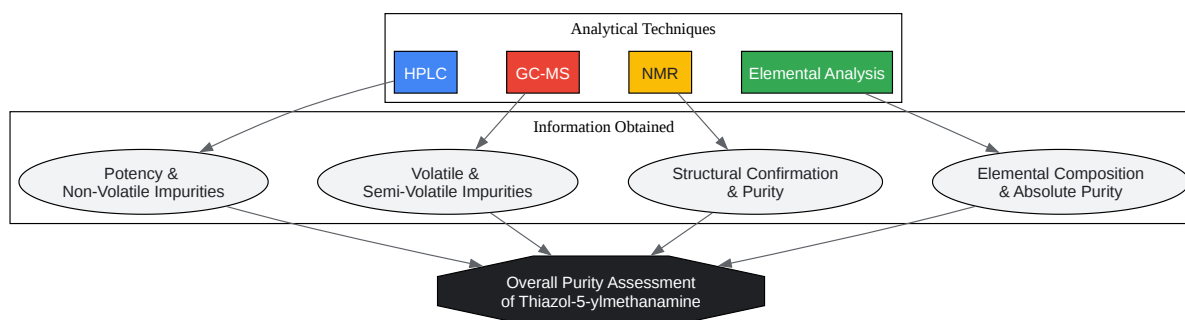 Analytical Techniques
HPLC
GC-MS
NMR
Elemental Analysis
Information Obtained
Potency &
Non-Volatile Impurities
Volatile &
Semi-Volatile Impurities
Structural Confirmation
& Purity
Elemental Composition
& Absolute Purity
Overall Purity Assessment
of Thiazol-5-ylmethanamine